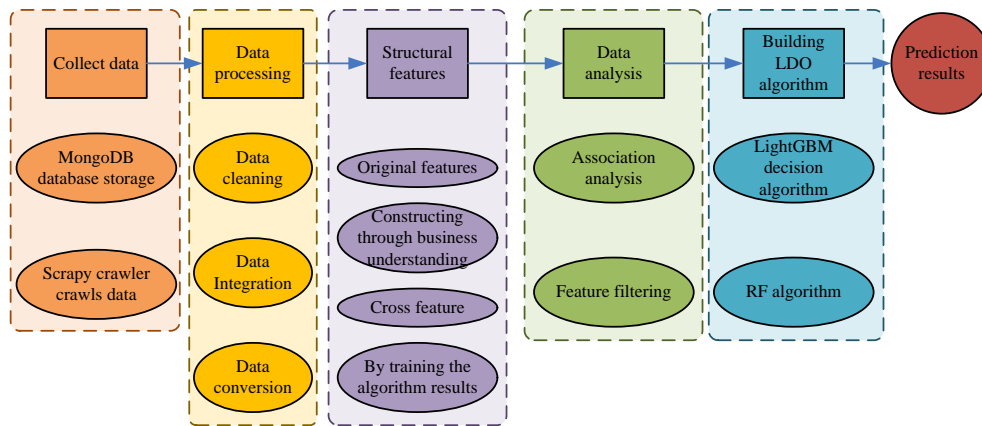 Collect data
Data
processing
Structural
features
Data
analysis
Building
LDO
algorithm
Prediction
results
MongoDB
database storage
Scrapy crawler
crawls data
Data
cleaning
Data
Integration
Data
conversion
Original features
Constructing
through business
understanding
Cross feature
By training the
algorithm results
Association
analysis
Feature filtering
LightGBM
decision
algorithm
RF algorithm